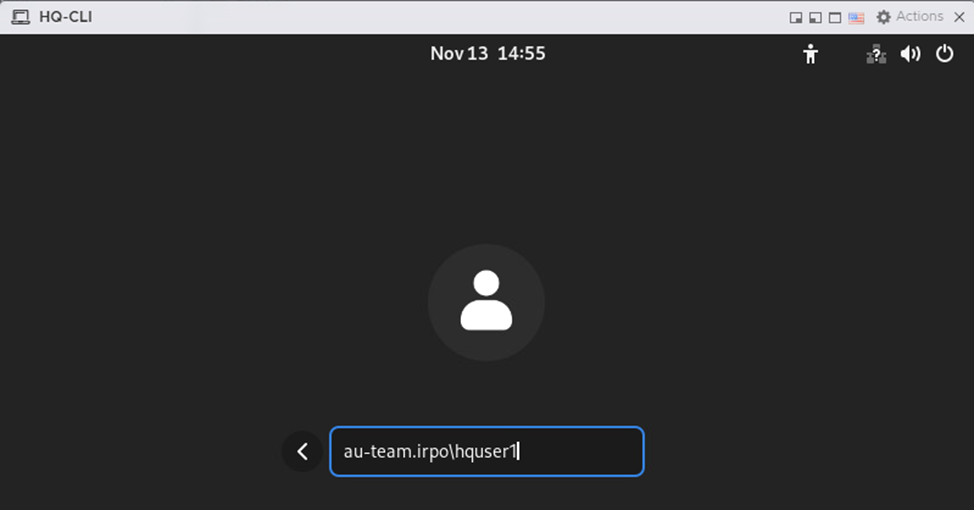 HQ-CLI
Actions
Nov 13 14:55
?
au-team.irpo\hquser1